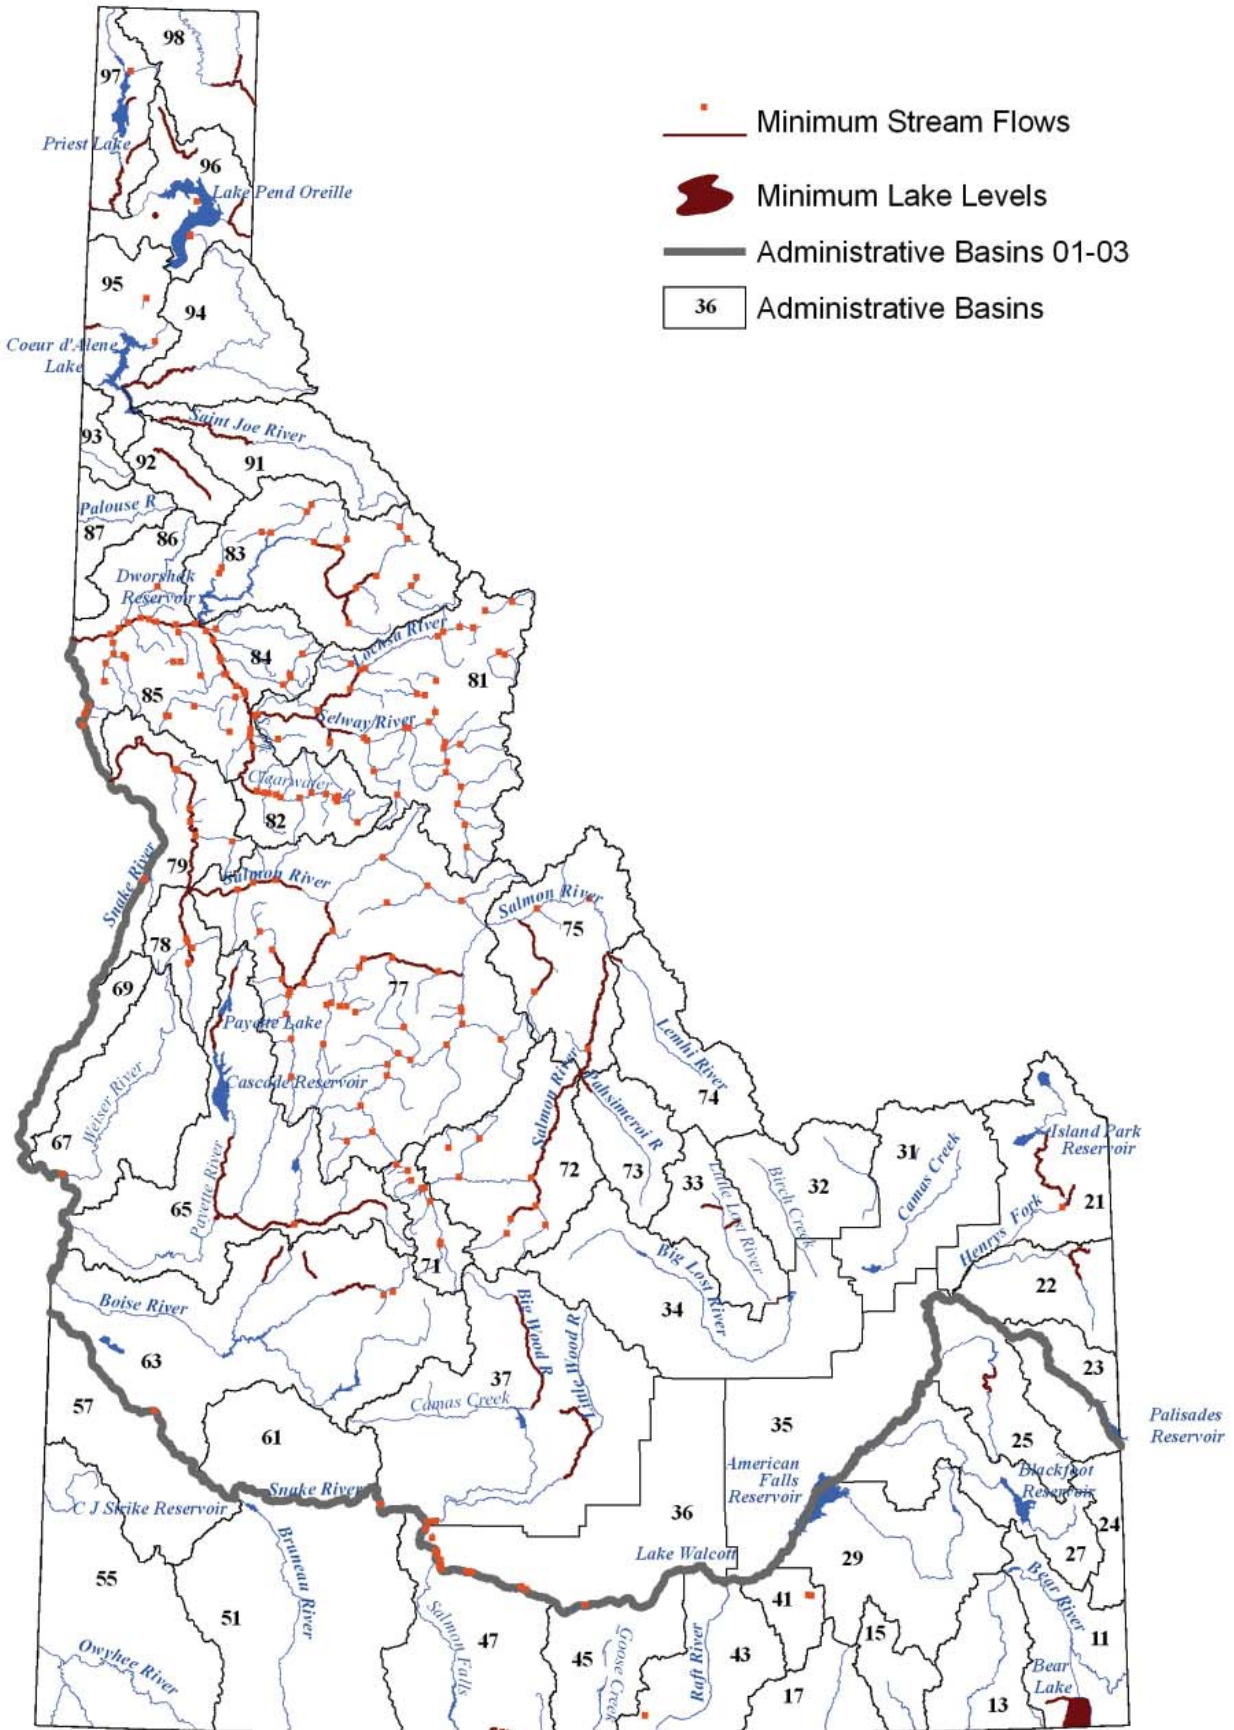 98
97
Minimum Stream Flows
Priest Lake
96
Lake Pend Oreille
Minimum Lake Levels
Administrative Basins 01-03
95
36
Administrative Basins
94
Coeur d'Alene
Lake
Saint Joe River
93
92
91
Palouse R
87
86
83
Dworshak
Reservoir
Lochsa River
84
81
85
Selway River
Clearwater R
82
Snake River
79
Salmon River
Salmon River
75
78
69
77
Payette Lake
Lemhi River
Weiser River
Cascade Reservoir
Salmon River
Pahsimeroi R
74
67
Island Park
Reservoir
31
Camas Creek
72
73
33
Little Lost River
Birch Creek
32
21
65
Payette River
Henrys Fork
71
Big Lost River
22
Boise River
34
Big Wood R
Little Wood R
63
37
23
57
Camas Creek
61
35
25
Palisades
Reservoir
American
Falls
Reservoir
Blackfoot
Reservoir
Snake River
C J Strike Reservoir
36
24
Lake Walcott
29
27
55
Bruneau River
41
Bear River
51
Salmon Falls
47
45
Goose Creek
Raft River
43
15
11
Owyhee River
17
13
Bear
Lake